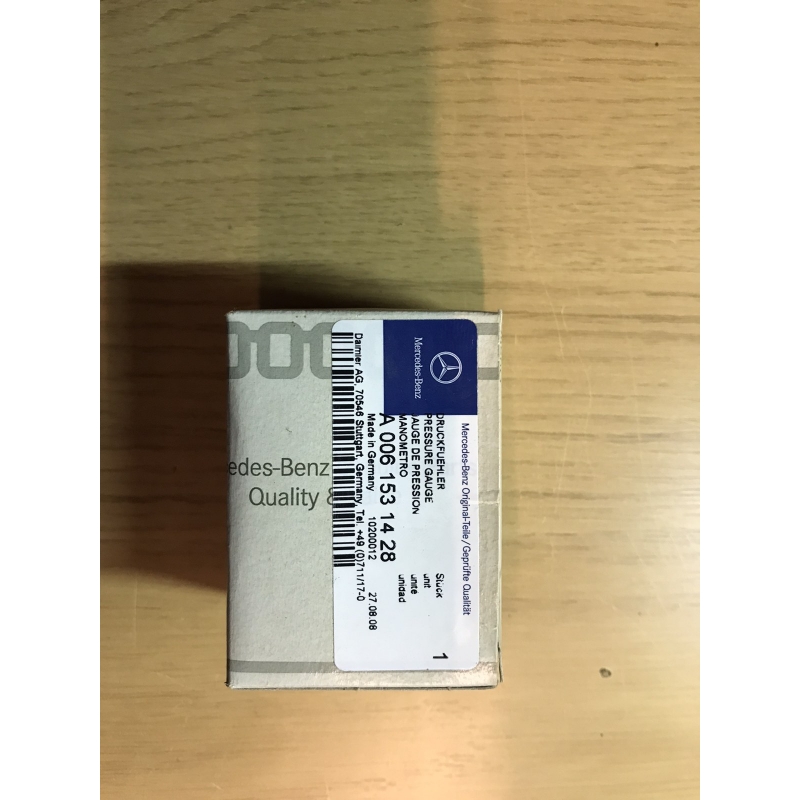 Mercedes-Benz
Mercedes-Benz Original-Teile / Geprüfte Qualität
DRUCKFUEHLER Stück 1
PRESSURE GAUGE unit
GAUGE DE PRESSION unité
MANOMETRO unidad
A 006 153 14 28
Made in Germany 10200012 27.08.08
Daimler AG, 70546 Stuttgart, Germany, Tel. +49 (0)711/17-0
edes-Benz
Quality &